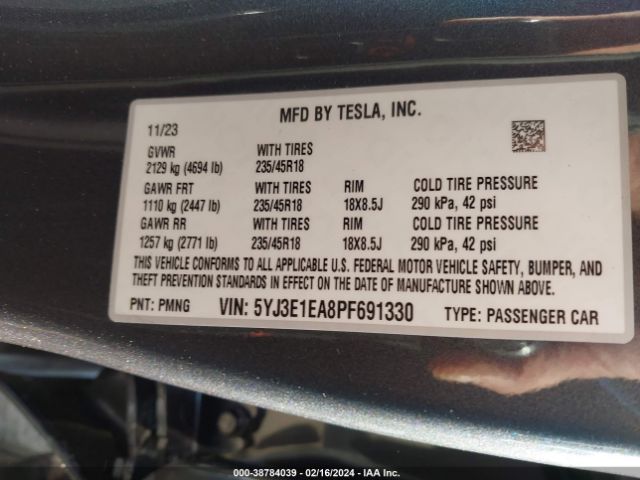 MFD BY TESLA, INC.
11/23
GVWR WITH TIRES
2129 kg (4694 lb) 235/45R18
GAWR FRT WITH TIRES RIM COLD TIRE PRESSURE
1110 kg (2447 lb) 235/45R18 18X8.5J 290 kPa, 42 psi
GAWR RR WITH TIRES RIM COLD TIRE PRESSURE
1257 kg (2771 lb) 235/45R18 18X8.5J 290 kPa, 42 psi
THIS VEHICLE CONFORMS TO ALL APPLICABLE U.S. FEDERAL MOTOR VEHICLE SAFETY, BUMPER, AND
THEFT PREVENTION STANDARDS IN EFFECT ON THE DATE OF MANUFACTURE SHOWN ABOVE.
PNT: PMNG VIN: 5YJ3E1EA8PF691330 TYPE: PASSENGER CAR
000-38784039 - 02/16/2024 - IAA Inc.